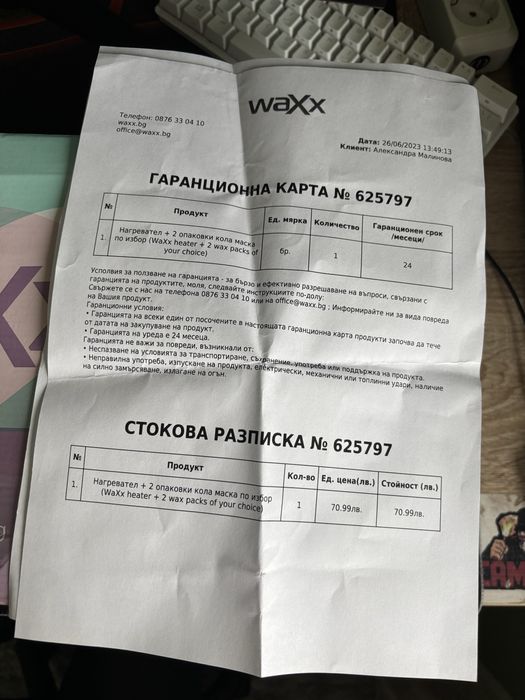 waXx
Телефон: 0876 33 04 10
waxx.bg
office@waxx.bg
Дата: 26/06/2023 13:49:13
Клиент: Александра Малинова
ГАРАНЦИОННА КАРТА № 625797
№ Продукт Ед. мярка Количество Гаранционен срок /месеци/
1. Нагревател + 2 опаковки кола маска по избор (WaXx heater + 2 wax packs of your choice) бр. 1 24
Условия за ползване на гаранцията - за бързо и ефективно разрешаване на въпроси, свързани с
гаранцията на продуктите, моля, следвайте инструкциите по-долу:
Свържете се с нас на телефона 0876 33 04 10 или на office@waxx.bg ; Информирайте ни за вида повреда
на Вашия продукт.
Гаранционни условия:
• Гаранцията на всеки един от посочените в настоящата гаранционна карта продукти започва да тече
от датата на закупуване на продукт.
• Гаранцията на уреда е 24 месеца.
Гаранцията не важи за повреди, възникнали от:
• Неспазване на условията за транспортиране, съхранение, употреба или поддръжка на продукта.
• Неправилна употреба, изпускане на продукта, електрически, механични или топлинни удари, наличие
на силно замърсяване, излагане на огън.
СТОКОВА РАЗПИСКА № 625797
№ Продукт Кол-во Ед. цена(лв.) Стойност (лв.)
1. Нагревател + 2 опаковки кола маска по избор (WaXx heater + 2 wax packs of your choice) 1 70.99лв. 70.99лв.